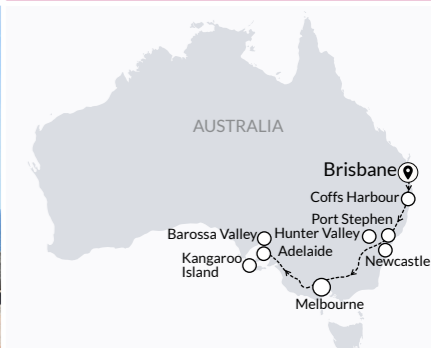 AUSTRALIA
Brisbane
Coffs Harbour
Port Stephen
Barossa Valley
Hunter Valley
Adelaide
Kangaroo
Island
Newcastle
Melbourne